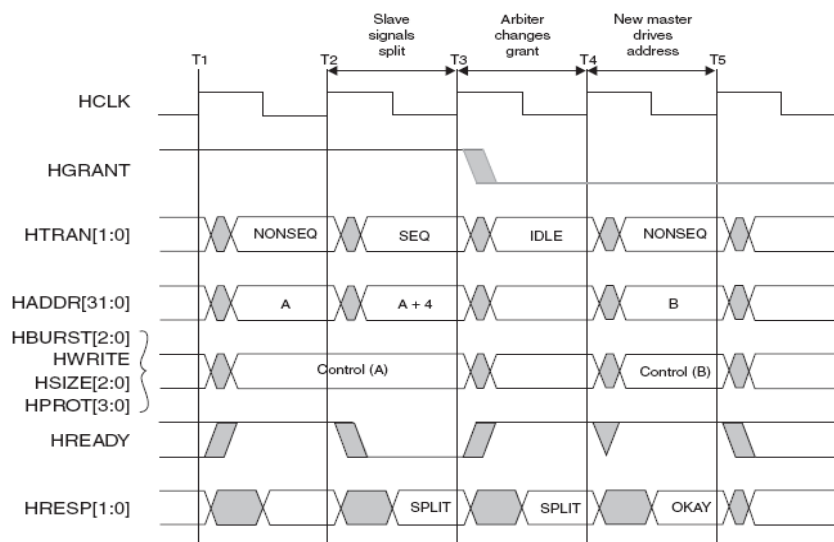 Slave
signals
split
Arbiter
changes
grant
New master
drives
address
T1
T2
T3
T4
T5
HCLK
HGRANT
HTRAN[1:0]
NONSEQ
SEQ
IDLE
NONSEQ
HADDR[31:0]
A
A + 4
B
HBURST[2:0]
HWRITE
HSIZE[2:0]
HPROT[3:0]
Control (A)
Control (B)
HREADY
HRESP[1:0]
SPLIT
SPLIT
OKAY